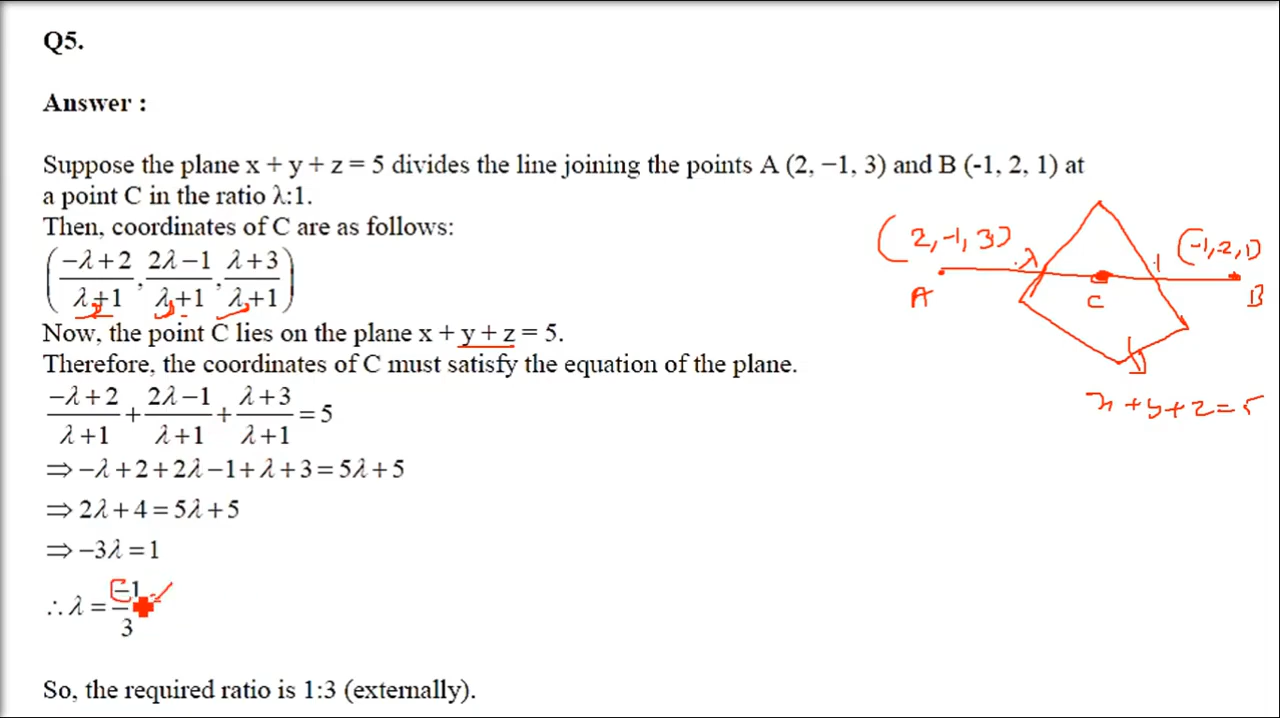 Q5.
Answer :
Suppose the plane x + y + z = 5 divides the line joining the points A (2, −1, 3) and B (-1, 2, 1) at
a point C in the ratio λ:1.
Then, coordinates of C are as follows:
((−λ+2)/(λ+1), (2λ−1)/(λ+1), (λ+3)/(λ+1))
Now, the point C lies on the plane x + y + z = 5.
Therefore, the coordinates of C must satisfy the equation of the plane.
(−λ+2)/(λ+1) + (2λ−1)/(λ+1) + (λ+3)/(λ+1) = 5
⇒ −λ+2+2λ−1+λ+3 = 5λ+5
⇒ 2λ+4 = 5λ+5
⇒ −3λ = 1
∴ λ = −1/3
So, the required ratio is 1:3 (externally).
(2, -1, 3)
(-1, 2, 1)
λ
1
A
C
B
x + y + z = 5